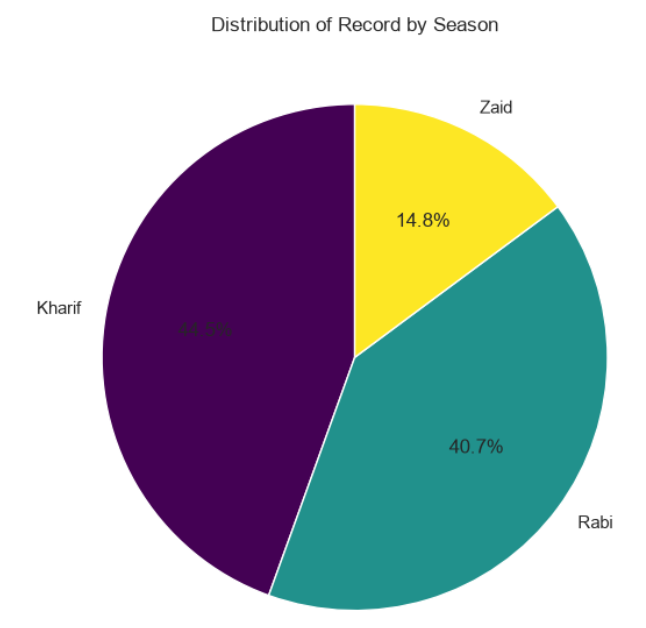 Distribution of Record by Season
Zaid
14.8%
Kharif
44.5%
40.7%
Rabi